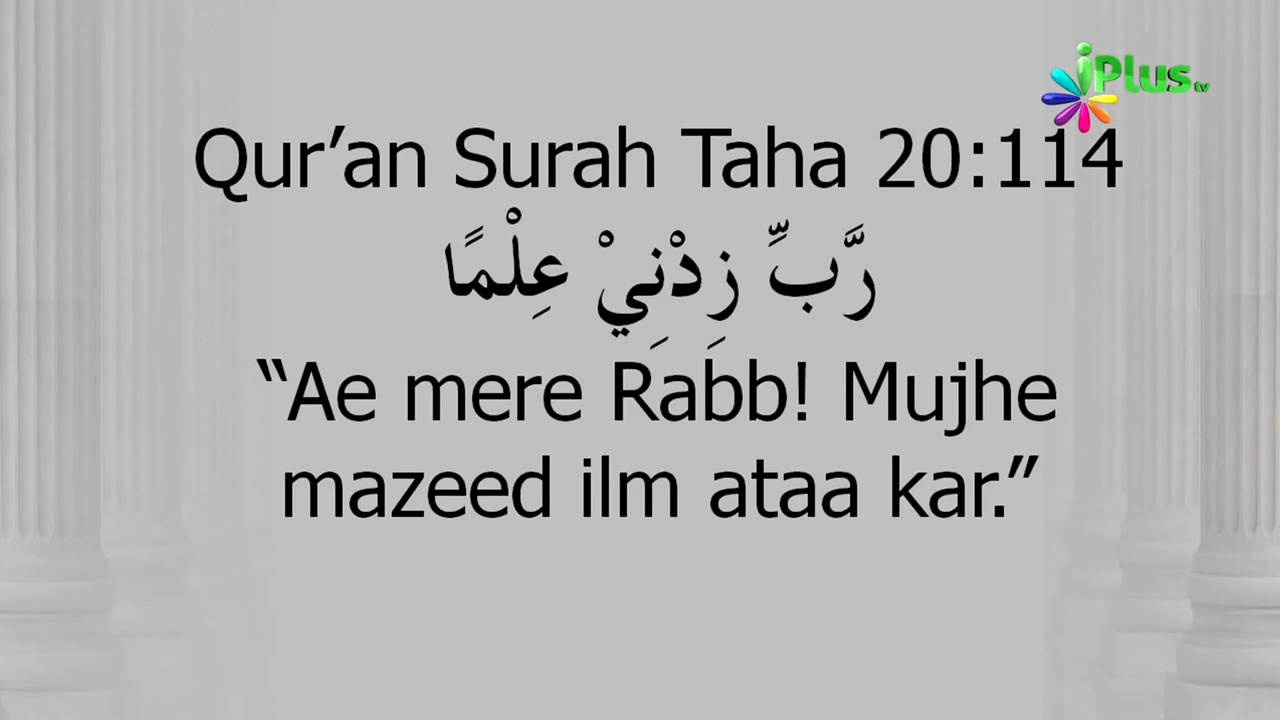 iPlus tv
Qur’an Surah Taha 20:114
رَّبِّ زِدْنِيْ عِلْمًا
“Ae mere Rabb! Mujhe
mazeed ilm ataa kar.”